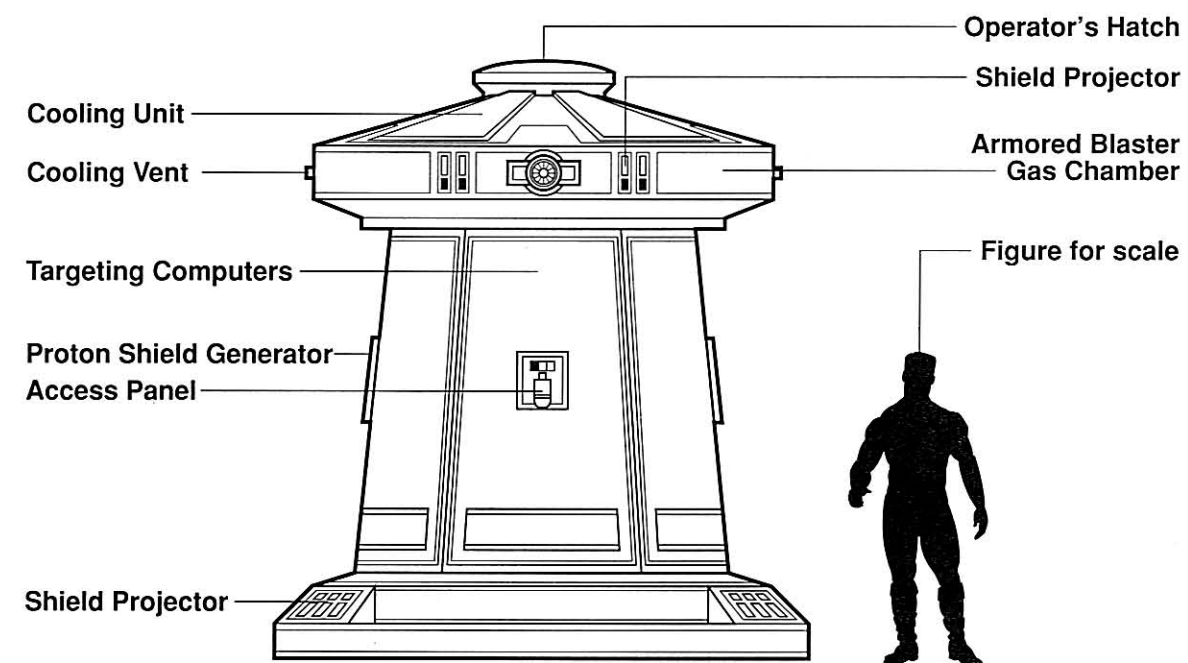 Operator's Hatch
Shield Projector
Cooling Unit
Armored Blaster
Gas Chamber
Cooling Vent
Figure for scale
Targeting Computers
Proton Shield Generator
Access Panel
Shield Projector